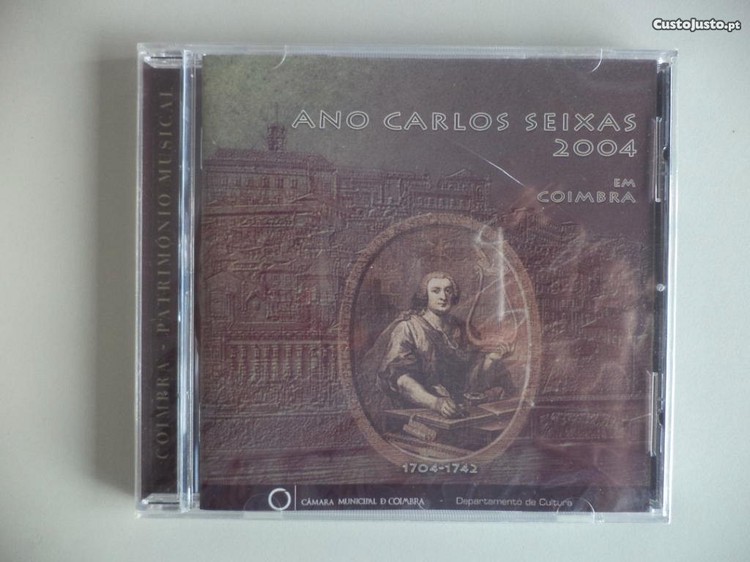 CustoJusto.pt
COIMBRA - PATRIMÓNIO MUSICAL
ANO CARLOS SEIXAS
2004
EM
COIMBRA
1704-1742
CÂMARA MUNICIPAL D COIMBRA
Departamento de Cultura